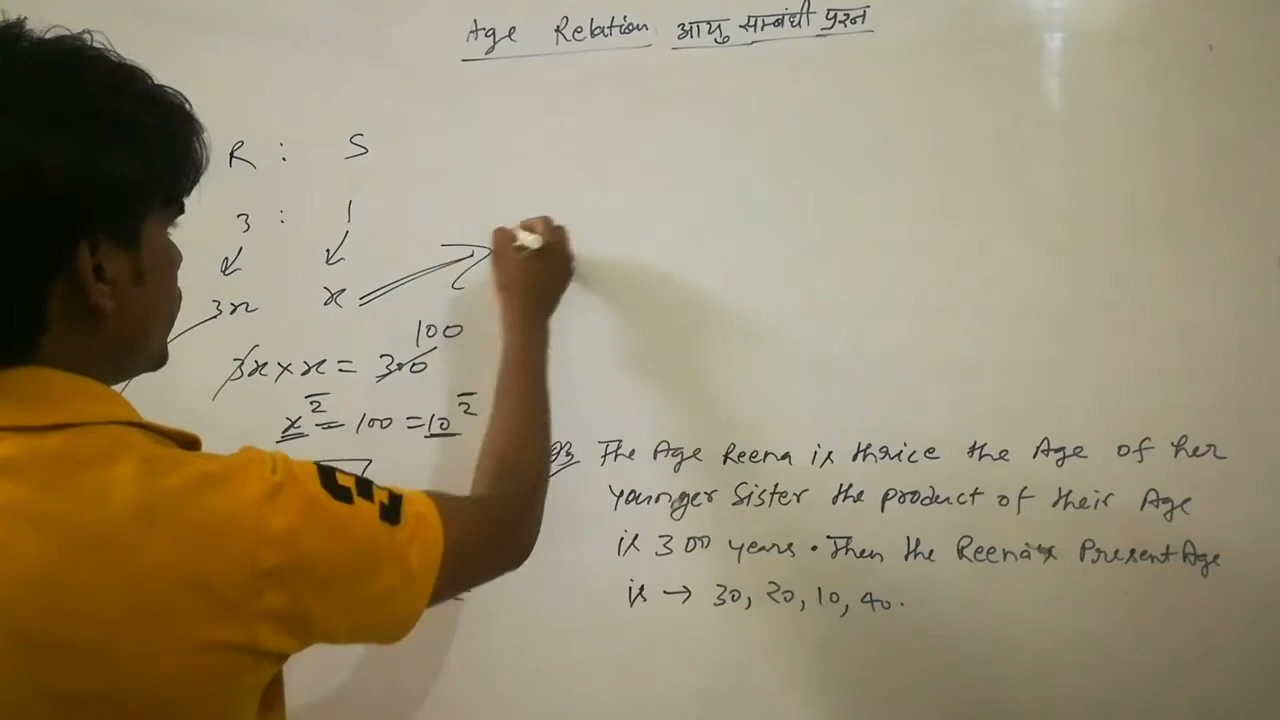 Age Relation आयु सम्बंधी प्रश्न
R : S
3 : 1
3x x
100
3x × x = 300
x² = 100 = 10²
Q3 The Age Reena is thrice the Age of her
younger Sister the product of their Age
is 300 years. Then the Reena's Present Age
is → 30, 20, 10, 40.